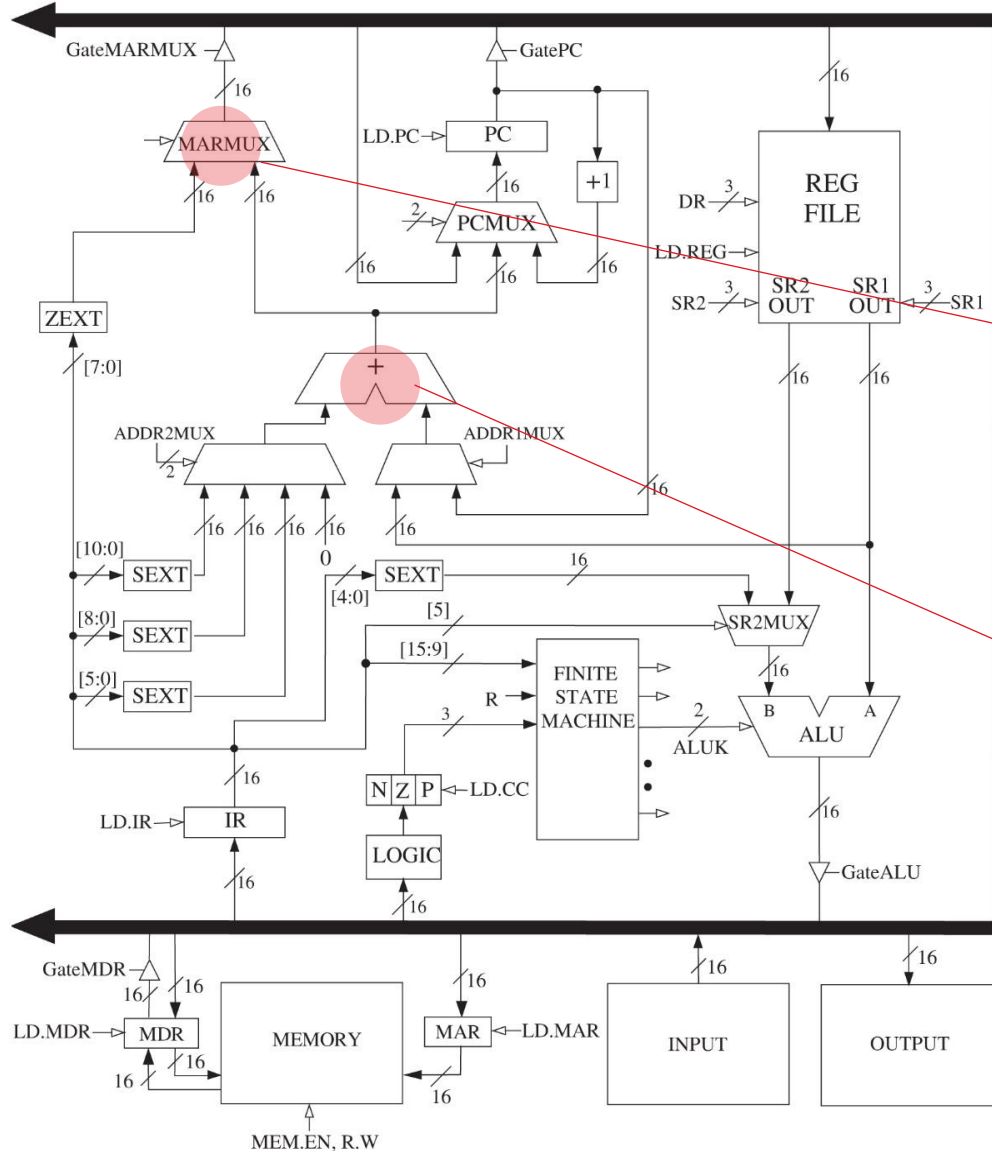 GateMARMUX
GatePC
16
16
MARMUX
LD.PC
PC
+1
REG
FILE
16
16
16
3
DR
2
PCMUX
LD.REG
16
16
16
ZEXT
3
SR2
SR2
OUT
SR1
OUT
3
SR1
[7:0]
+
16
16
ADDR2MUX
ADDR1MUX
2
16
16
16
16
16
0
16
16
[10:0]
SEXT
[4:0]
SEXT
16
[8:0]
SEXT
[5]
SR2MUX
[15:9]
16
[5:0]
SEXT
R
FINITE
STATE
MACHINE
B
A
ALU
3
2
ALUK
16
N Z P
LD.CC
LD.IR
IR
16
LOGIC
16
16
GateALU
GateMDR
16
16
16
16
16
LD.MDR
MDR
MEMORY
MAR
LD.MAR
INPUT
OUTPUT
16
16
16
MEM.EN, R.W